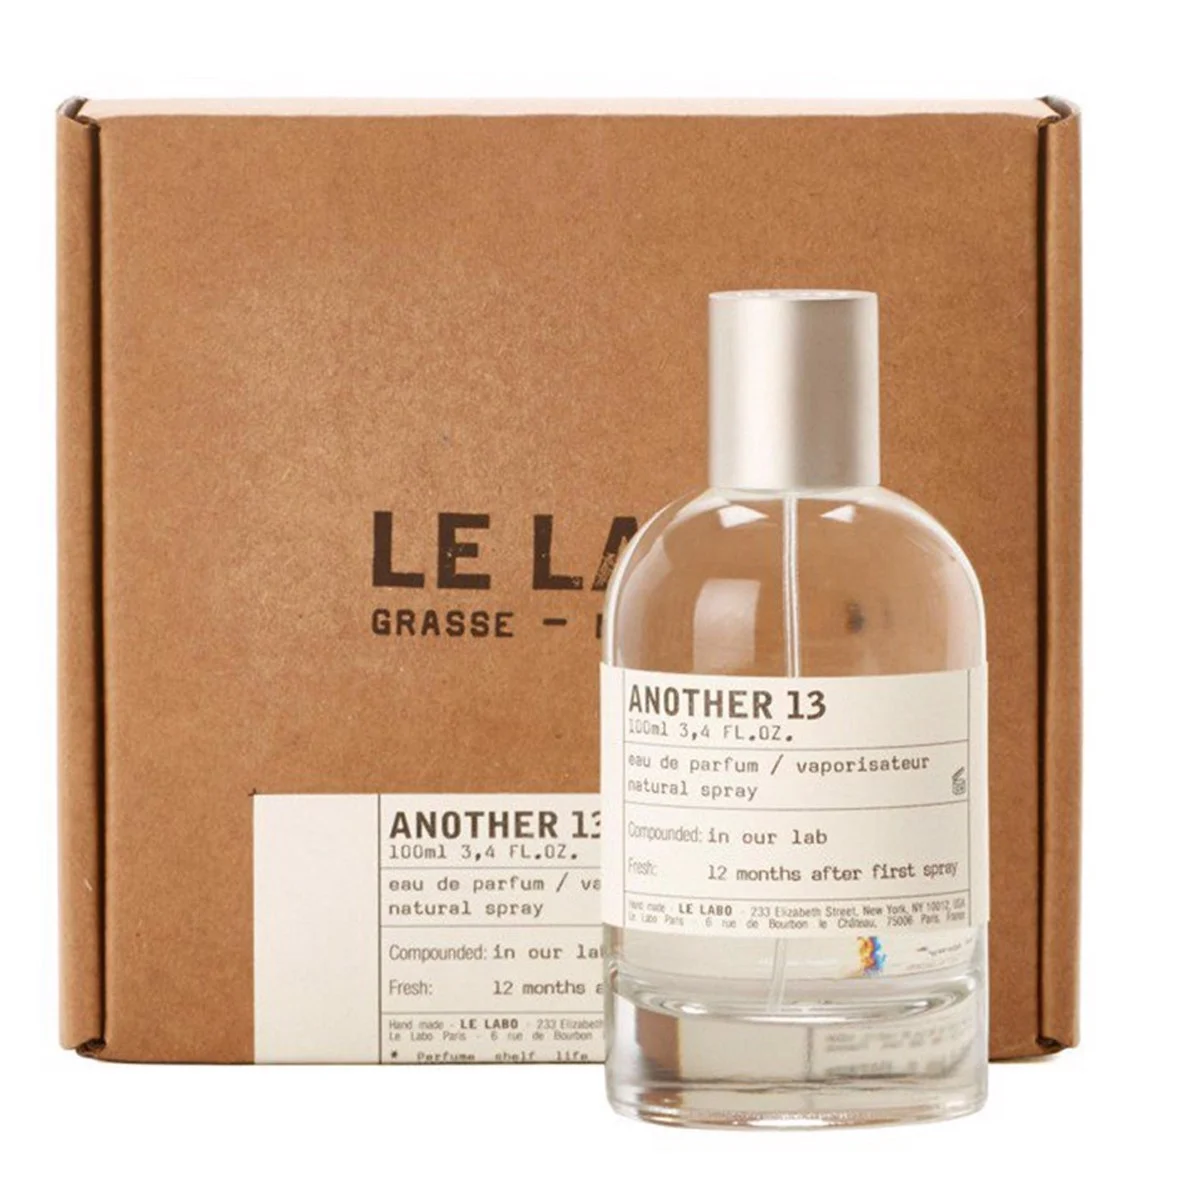 LE LA
GRASSE –
ANOTHER 13
100ml 3,4 FL.OZ.
eau de parfum / va
natural spray
Compounded: in our lab
Fresh: 12 months a
Hand made - LE LABO - 233 Elizabeth
Le Labo Paris - 6 rue de Bourbon
* Perfume shelf life
ANOTHER 13
100ml 3,4 FL.OZ.
eau de parfum / vaporisateur
natural spray
Compounded: in our lab
Fresh: 12 months after first spray
Hand made - LE LABO - 233 Elizabeth Street, New York, NY 10012, USA
Le Labo Paris - 6 rue de Bourbon le Château, 75006 Paris, France